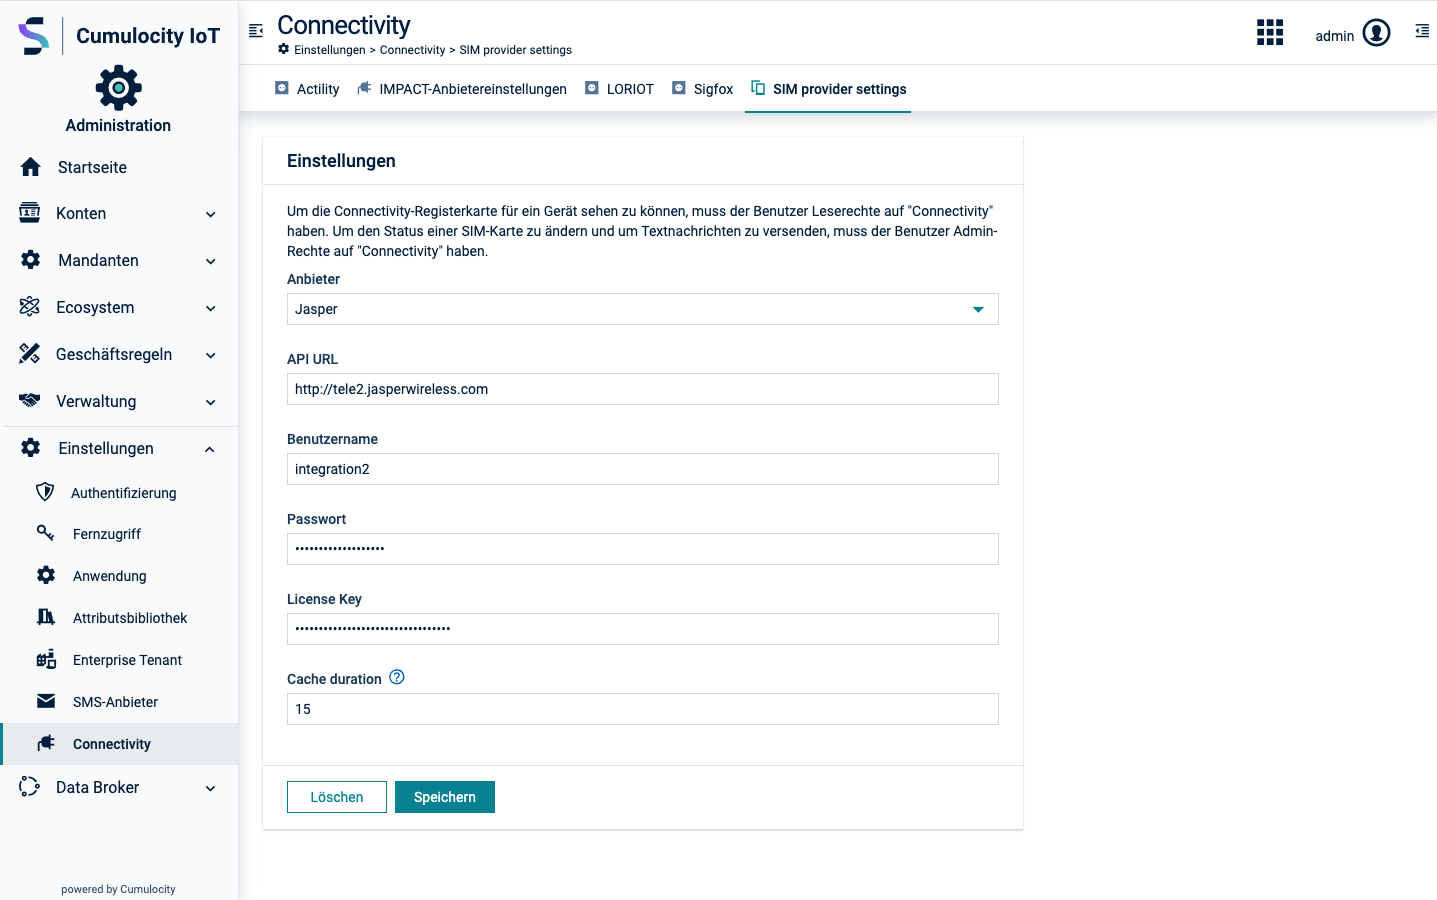 Cumulocity IoT
Administration
Startseite
Konten
Mandanten
Ecosystem
Geschäftsregeln
Verwaltung
Einstellungen
Authentifizierung
Fernzugriff
Anwendung
Attributsbibliothek
Enterprise Tenant
SMS-Anbieter
Connectivity
Data Broker
powered by Cumulocity
Connectivity
Einstellungen > Connectivity > SIM provider settings
admin
Actility
IMPACT-Anbietereinstellungen
LORIOT
Sigfox
SIM provider settings
Einstellungen
Um die Connectivity-Registerkarte für ein Gerät sehen zu können, muss der Benutzer Leserechte auf "Connectivity"
haben. Um den Status einer SIM-Karte zu ändern und um Textnachrichten zu versenden, muss der Benutzer Admin-
Rechte auf "Connectivity" haben.
Anbieter
Jasper
API URL
http://tele2.jasperwireless.com
Benutzername
integration2
Passwort
•••••••••••••••••••
License Key
•••••••••••••••••••••••••••••••••
Cache duration
15
Löschen
Speichern